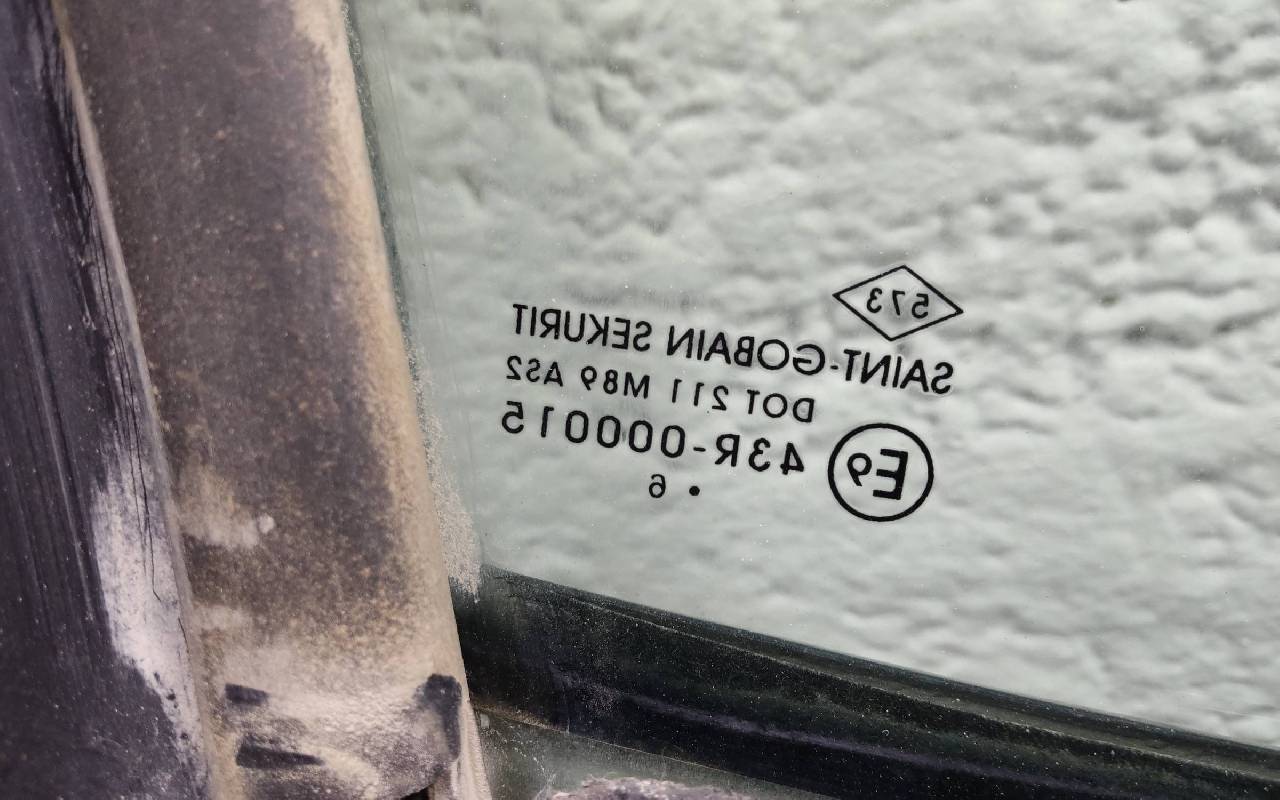 573
SAINT-GOBAIN SEKURIT
DOT 211 M89 AS2
E9 43R-000015
• 6